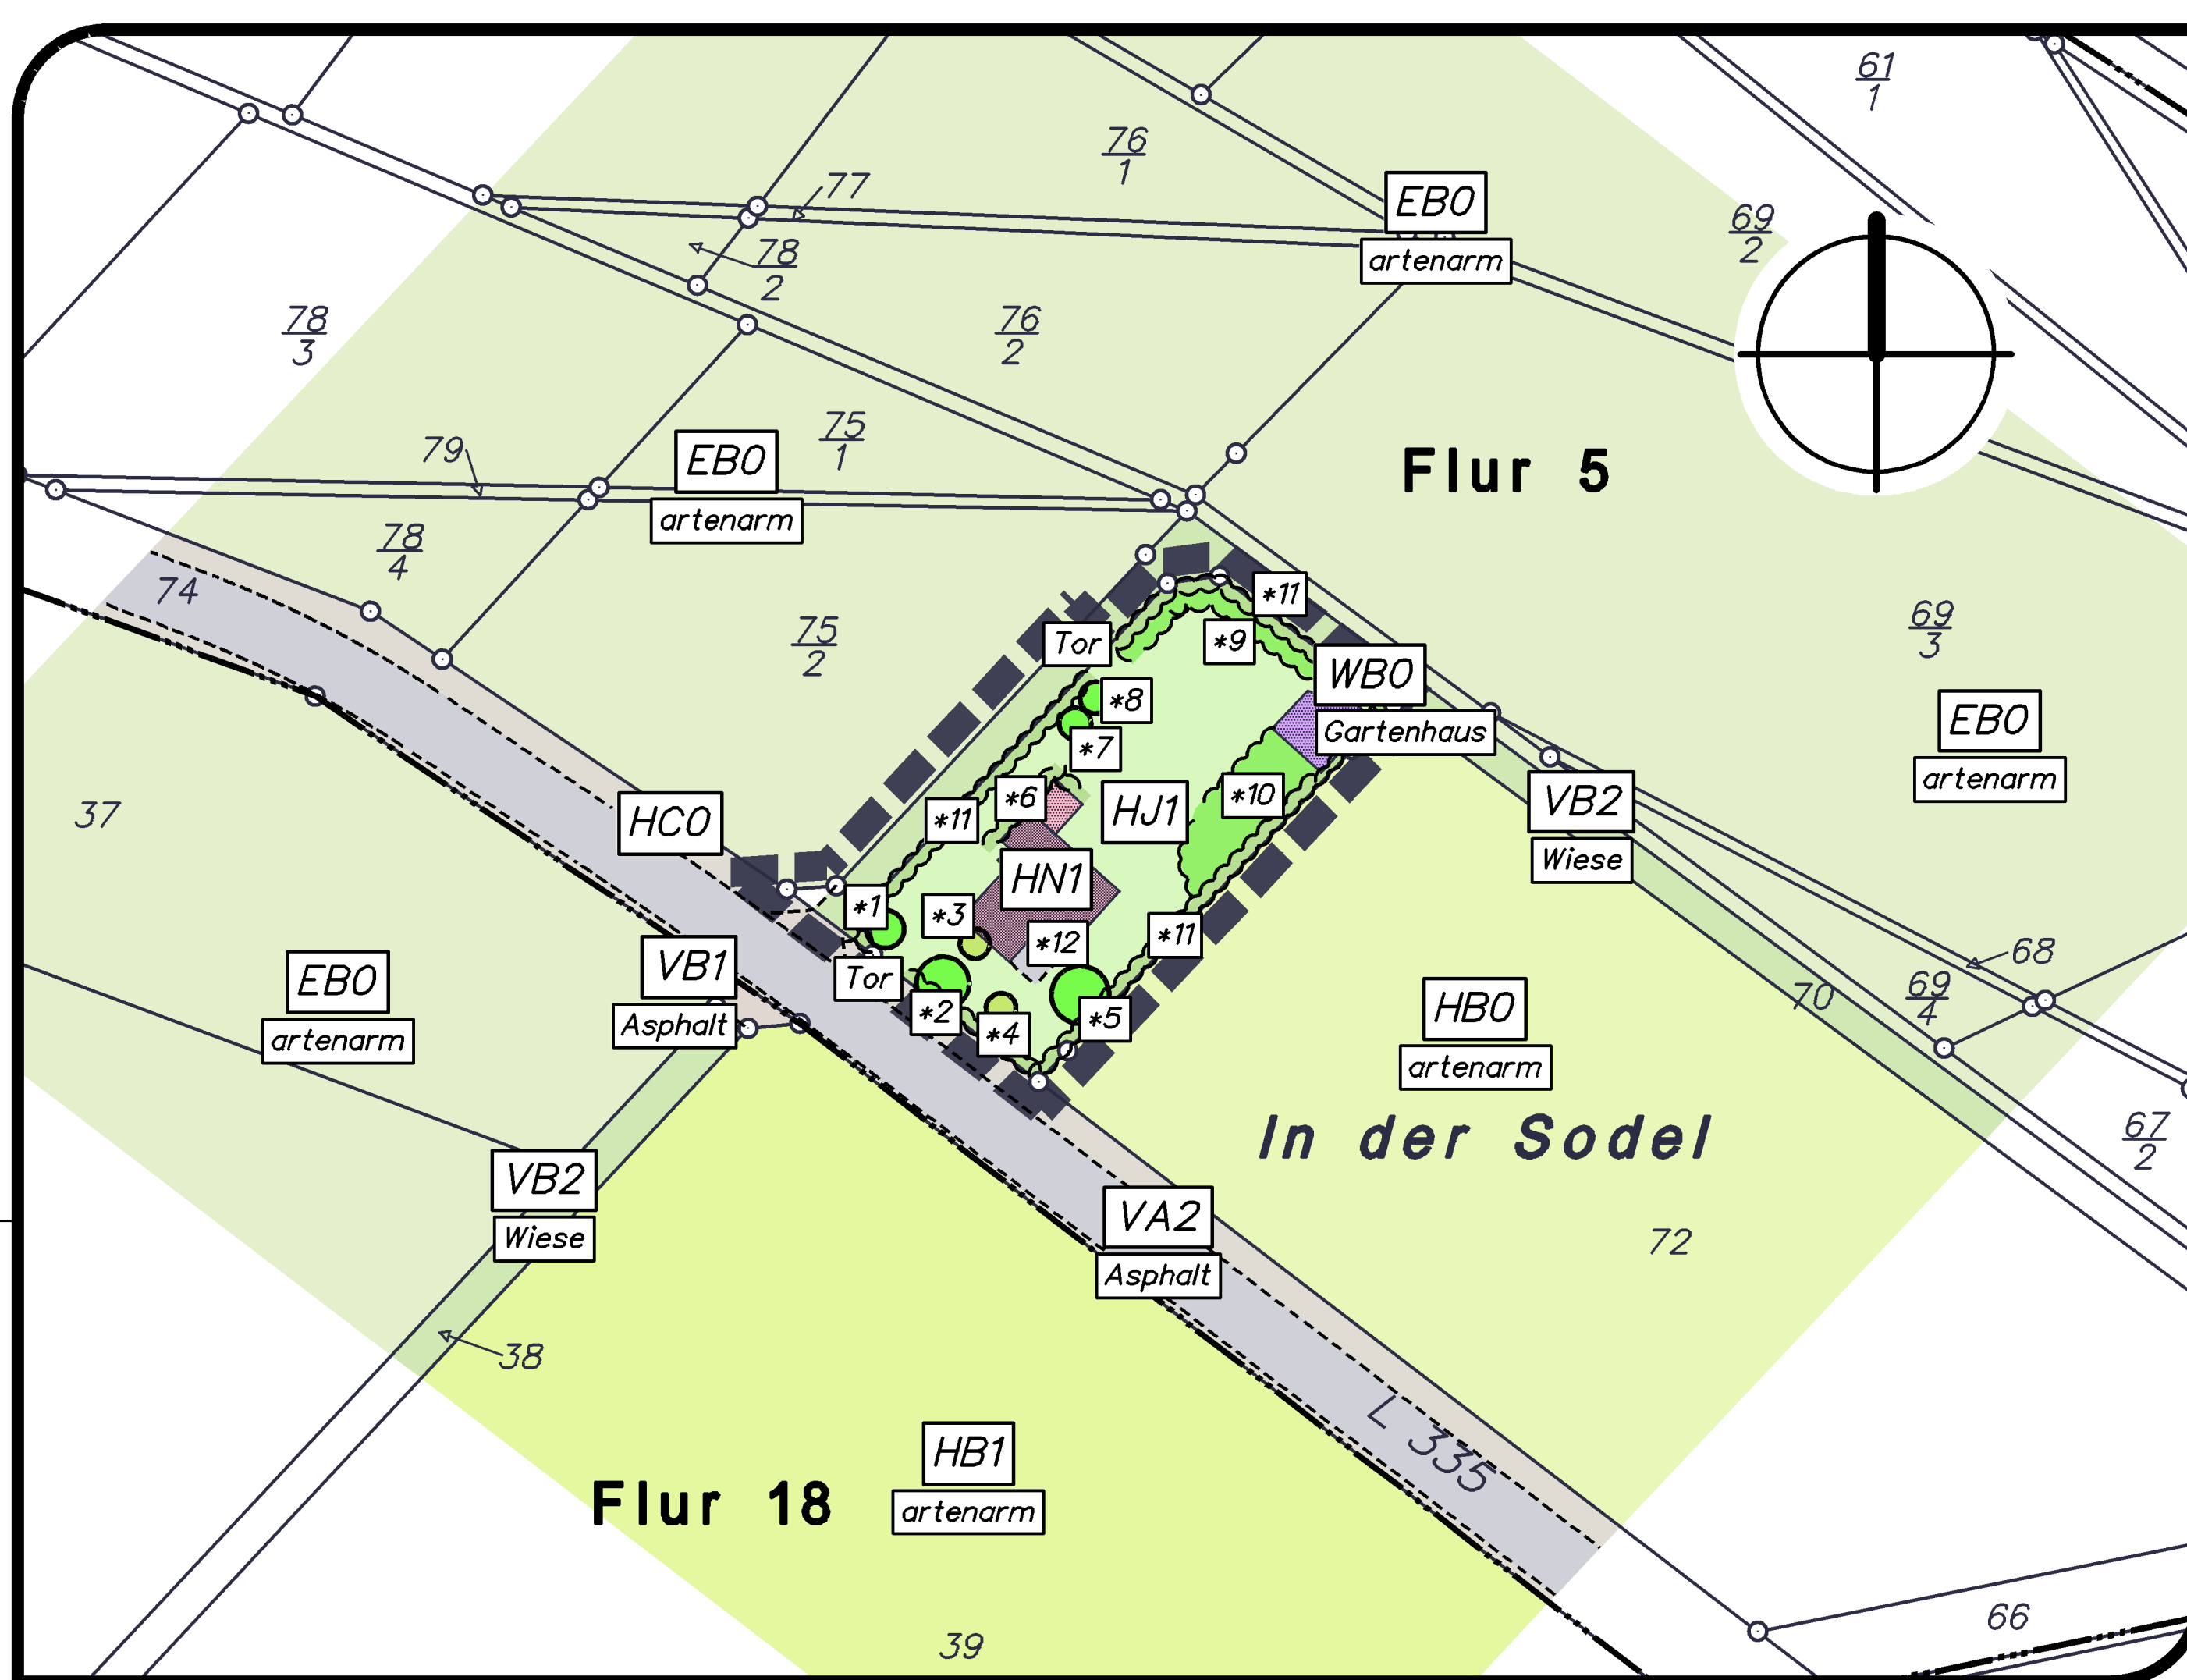 61
1
76
1
77
EB0
artenarm
69
2
78
2
78
3
76
2
75
1
79
EB0
artenarm
Flur 5
78
4
74
*11
69
3
75
2
Tor
*9
WB0
Gartenhaus
*8
*7
EB0
artenarm
37
HC0
*6
*11
HJ1
*10
VB2
Wiese
HN1
*1
*3
*12
*11
VB1
Asphalt
Tor
68
EB0
artenarm
*2
*4
*5
HB0
artenarm
70
69
4
In der Sodel
67
2
VB2
Wiese
VA2
Asphalt
72
38
L 335
HB1
artenarm
Flur 18
66
39